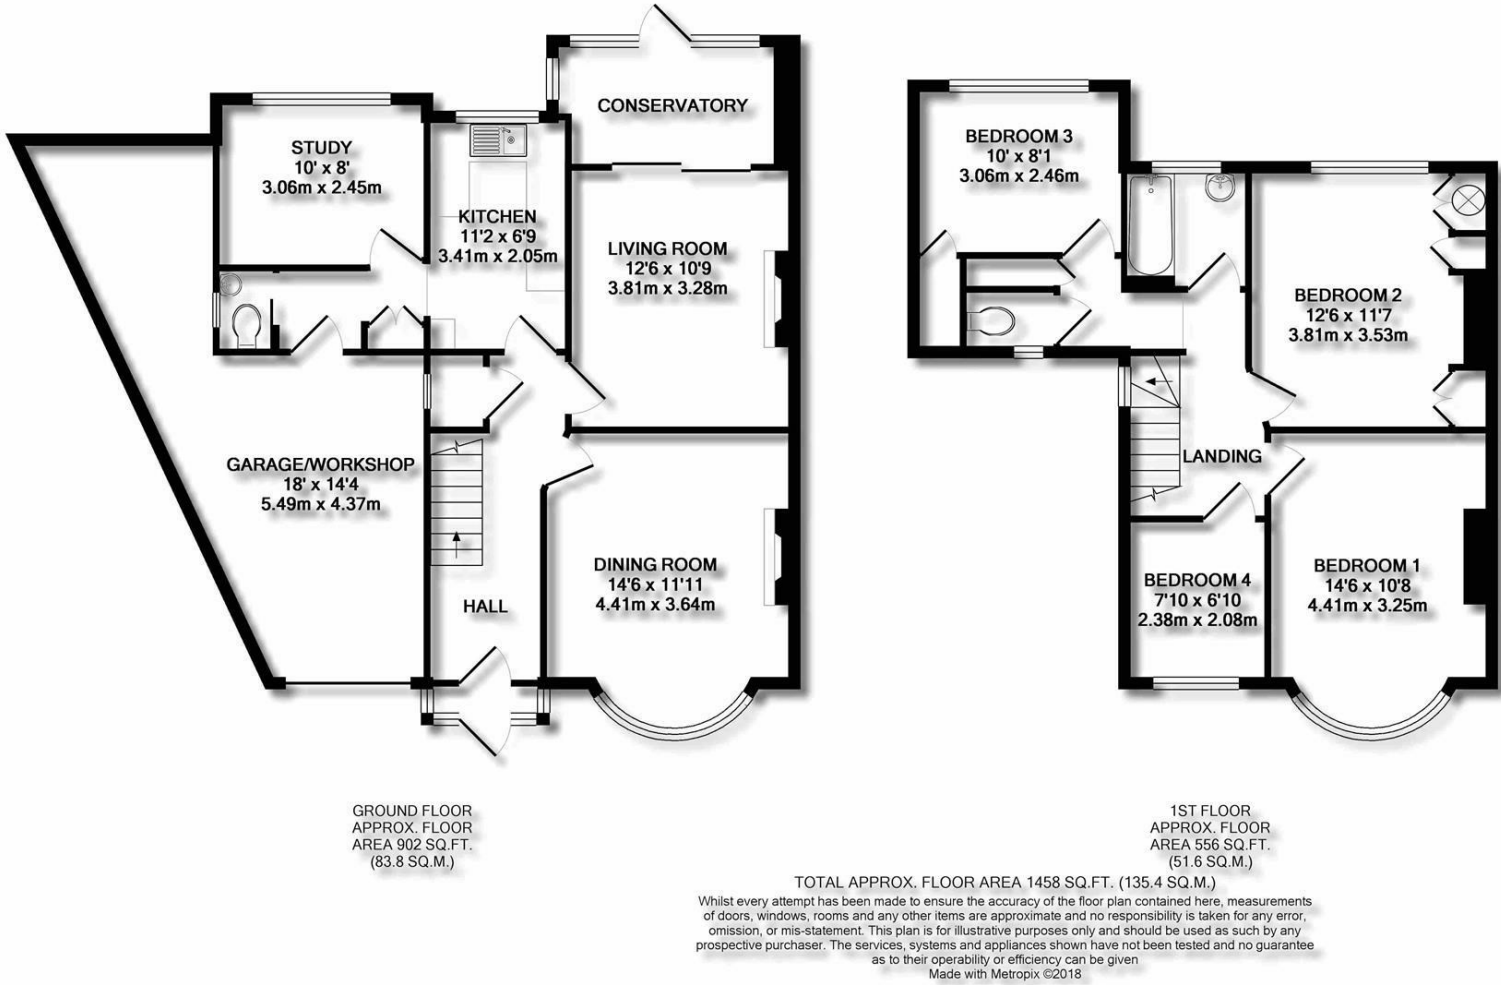 CONSERVATORY
STUDY
10' x 8'
3.06m x 2.45m
KITCHEN
11'2 x 6'9
3.41m x 2.05m
LIVING ROOM
12'6 x 10'9
3.81m x 3.28m
GARAGE/WORKSHOP
18' x 14'4
5.49m x 4.37m
DINING ROOM
14'6 x 11'11
4.41m x 3.64m
HALL
BEDROOM 3
10' x 8'1
3.06m x 2.46m
BEDROOM 2
12'6 x 11'7
3.81m x 3.53m
LANDING
BEDROOM 4
7'10 x 6'10
2.38m x 2.08m
BEDROOM 1
14'6 x 10'8
4.41m x 3.25m
GROUND FLOOR
APPROX. FLOOR
AREA 902 SQ.FT.
(83.8 SQ.M.)
1ST FLOOR
APPROX. FLOOR
AREA 556 SQ.FT.
(51.6 SQ.M.)
TOTAL APPROX. FLOOR AREA 1458 SQ.FT. (135.4 SQ.M.)
Whilst every attempt has been made to ensure the accuracy of the floor plan contained here, measurements
of doors, windows, rooms and any other items are approximate and no responsibility is taken for any error,
omission, or mis-statement. This plan is for illustrative purposes only and should be used as such by any
prospective purchaser. The services, systems and appliances shown have not been tested and no guarantee
as to their operability or efficiency can be given
Made with Metropix ©2018